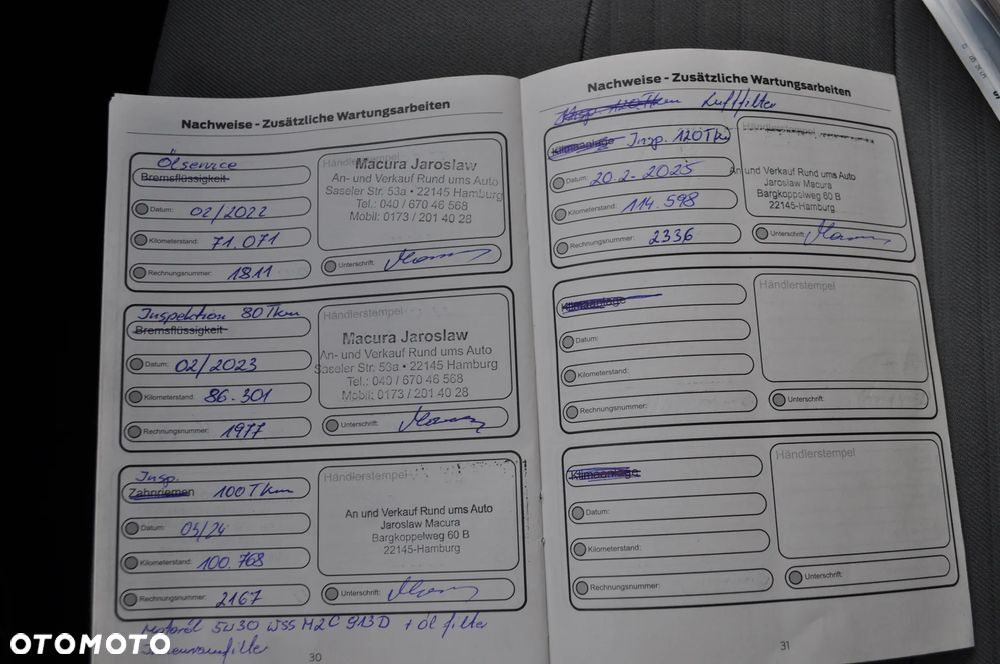 Nachweise - Zusätzliche Wartungsarbeiten
Ölservice
Bremsflüssigkeit
Datum: 02/2022
Kilometerstand: 71.071
Rechnungsnummer: 1811
Händlerstempel
Macura Jaroslaw
An- und Verkauf Rund ums Auto
Saseler Str. 53a • 22145 Hamburg
Tel.: 040 / 670 46 568
Mobil: 0173 / 201 40 28
Unterschrift:
Inspektion 80Tkm
Bremsflüssigkeit
Datum: 02/2023
Kilometerstand: 86.301
Rechnungsnummer: 1977
Händlerstempel
Macura Jaroslaw
An- und Verkauf Rund ums Auto
Saseler Str. 53a • 22145 Hamburg
Tel.: 040 / 670 46 568
Mobil: 0173 / 201 40 28
Unterschrift:
Insp.
Zahnriemen 100Tkm
Datum: /24
Kilometerstand: 100.768
Rechnungsnummer: 2167
Händlerstempel
An und Verkauf Rund ums Auto
Jaroslaw Macura
Bargkoppelweg 60 B
22145-Hamburg
Unterschrift:
Motoröl 5W30 WSS M2C 913D + Öl filter
Innenraumfilter
30
Nachweise - Zusätzliche Wartungsarbeiten
Insp. 120Tkm Luftfilter
Klimaanlage Insp. 120Tkm
Datum: 20.2-2025
Kilometerstand: 114.598
Rechnungsnummer: 2336
Händlerstempel
An und Verkauf Rund ums Auto
Jaroslaw Macura
Bargkoppelweg 60 B
22145-Hamburg
Unterschrift:
Klimaanlage
Datum:
Kilometerstand:
Rechnungsnummer:
Händlerstempel
Unterschrift:
Klimaanlage
Datum:
Kilometerstand:
Rechnungsnummer:
Händlerstempel
Unterschrift:
31
OTOMOTO